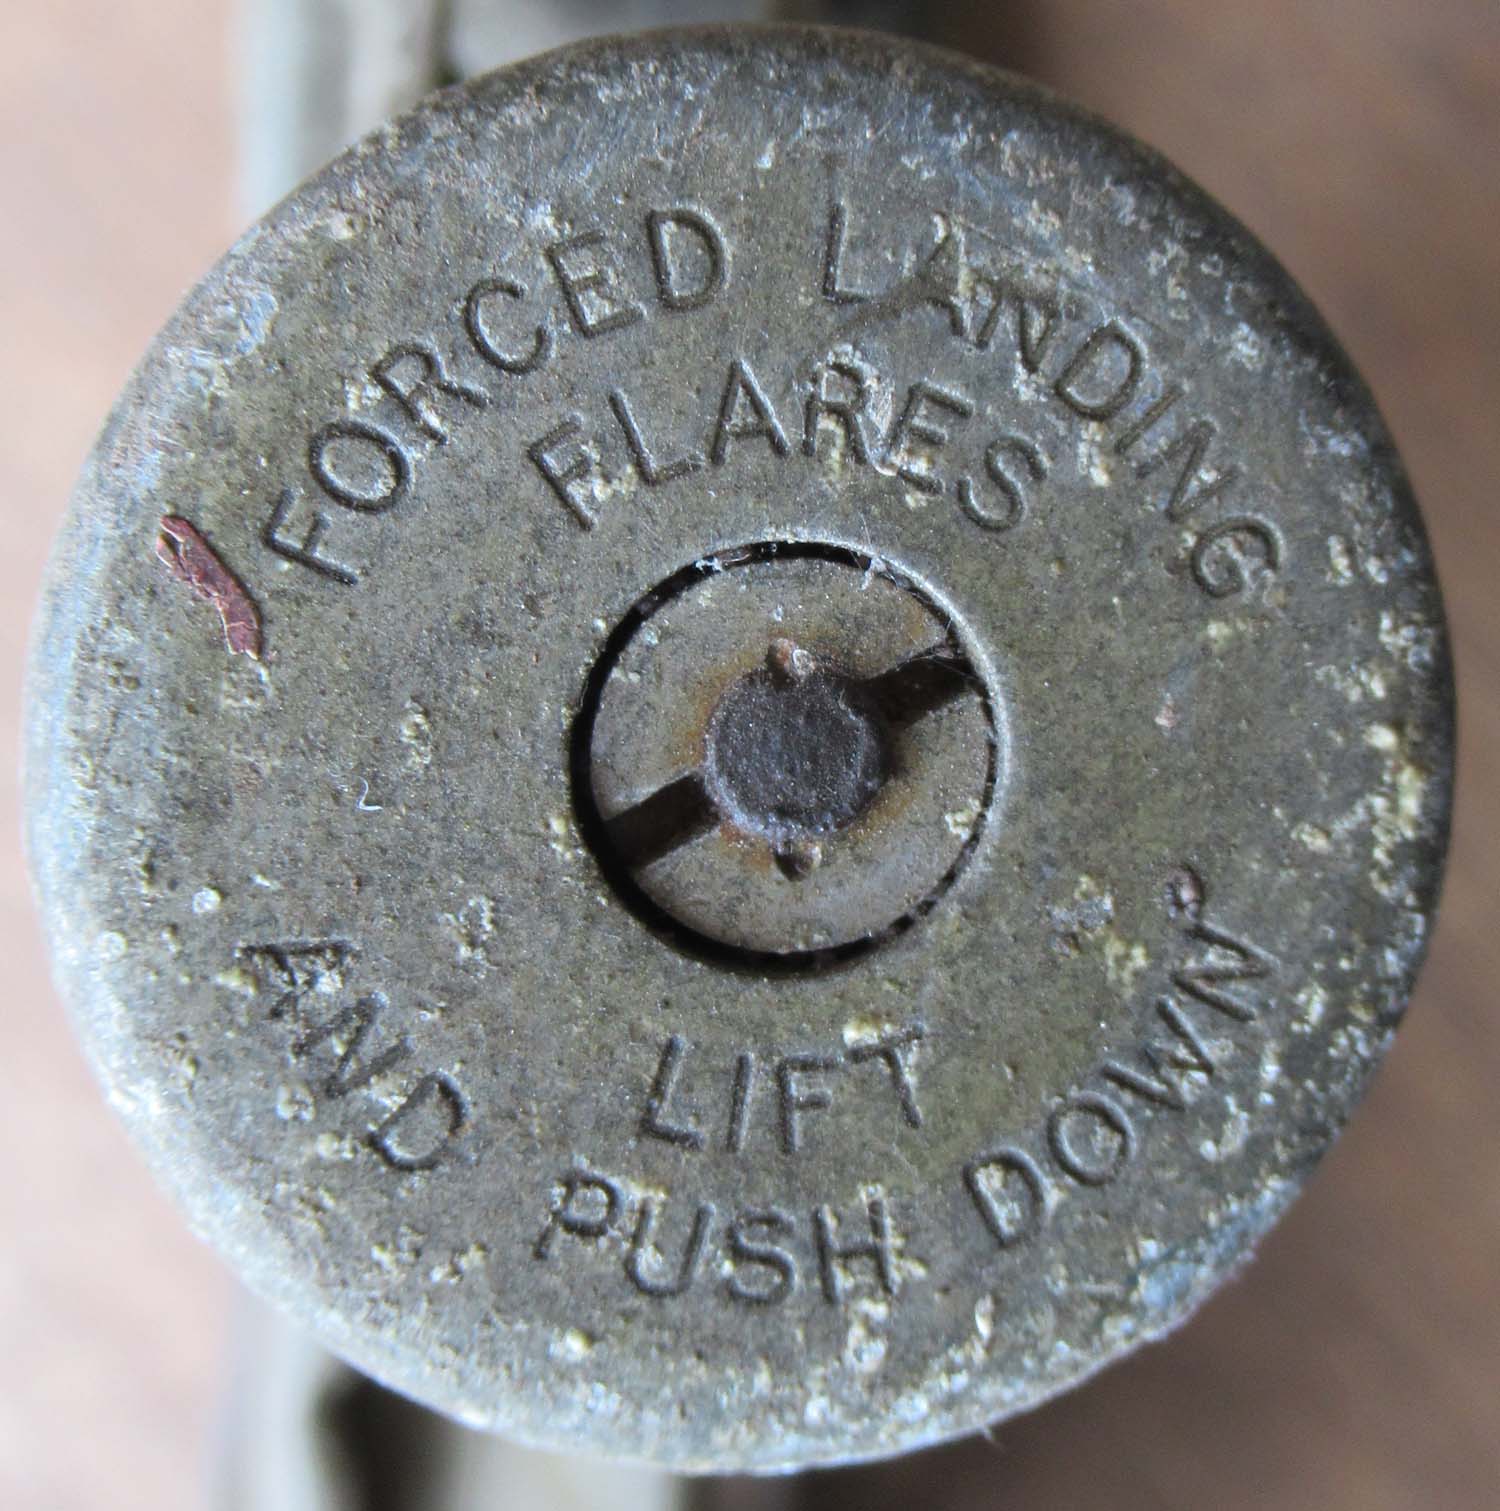 FORCED LANDING
FLARES
LIFT
AND PUSH DOWN